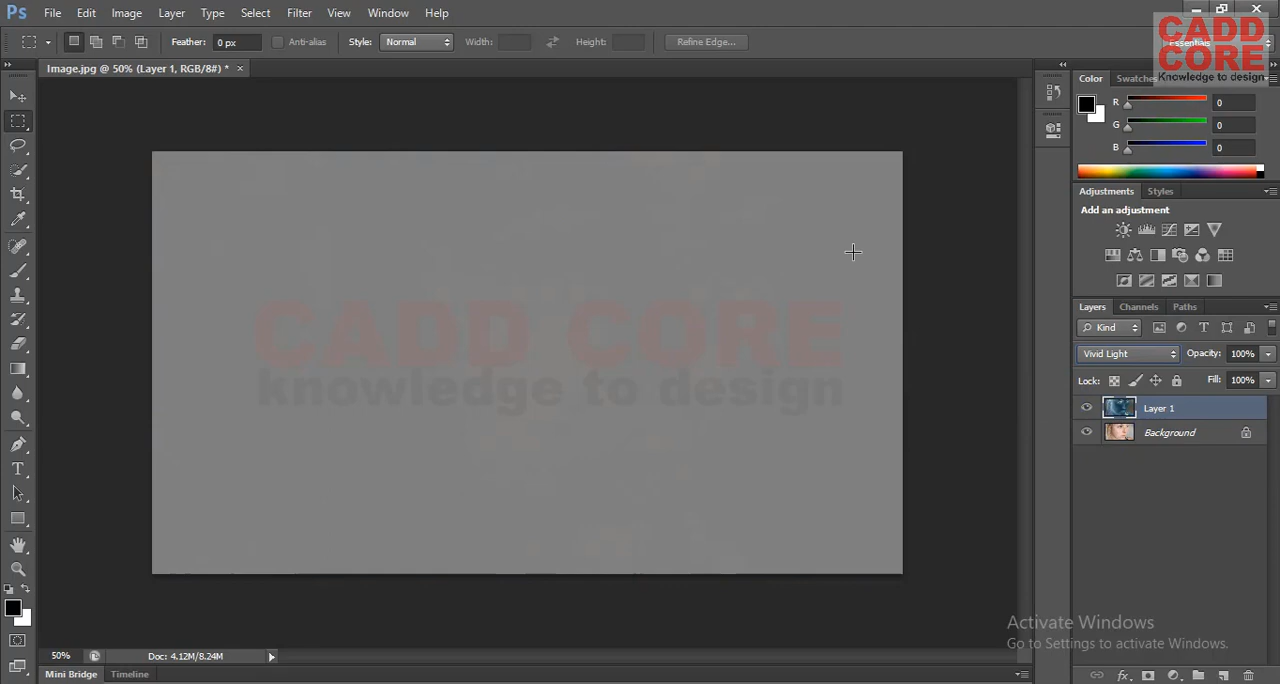 Ps File Edit Image Layer Type Select Filter View Window Help
Feather: 0 px Anti-alias Style: Normal Width: Height: Refine Edge... Essentials
CADD
CORE
Knowledge to design
Image.jpg @ 50% (Layer 1, RGB/8#) * ×
Color Swatches
R 0
G 0
B 0
Adjustments Styles
Add an adjustment
Layers Channels Paths
Kind T
Vivid Light Opacity: 100%
Lock: Fill: 100%
Layer 1
Background
CADD CORE
knowledge to design
T
Activate Windows
Go to Settings to activate Windows.
50% Doc: 4.12M/8.24M
Mini Bridge Timeline
fx